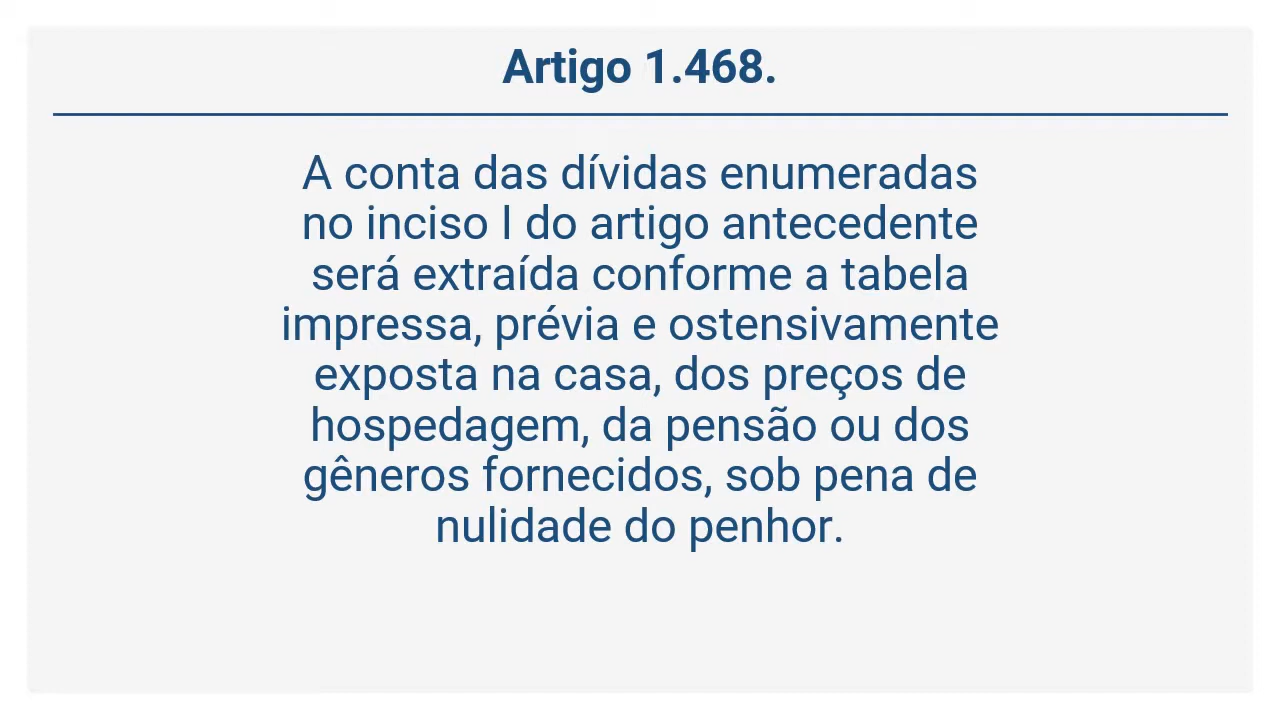 Artigo 1.468.
A conta das dívidas enumeradas
no inciso I do artigo antecedente
será extraída conforme a tabela
impressa, prévia e ostensivamente
exposta na casa, dos preços de
hospedagem, da pensão ou dos
gêneros fornecidos, sob pena de
nulidade do penhor.